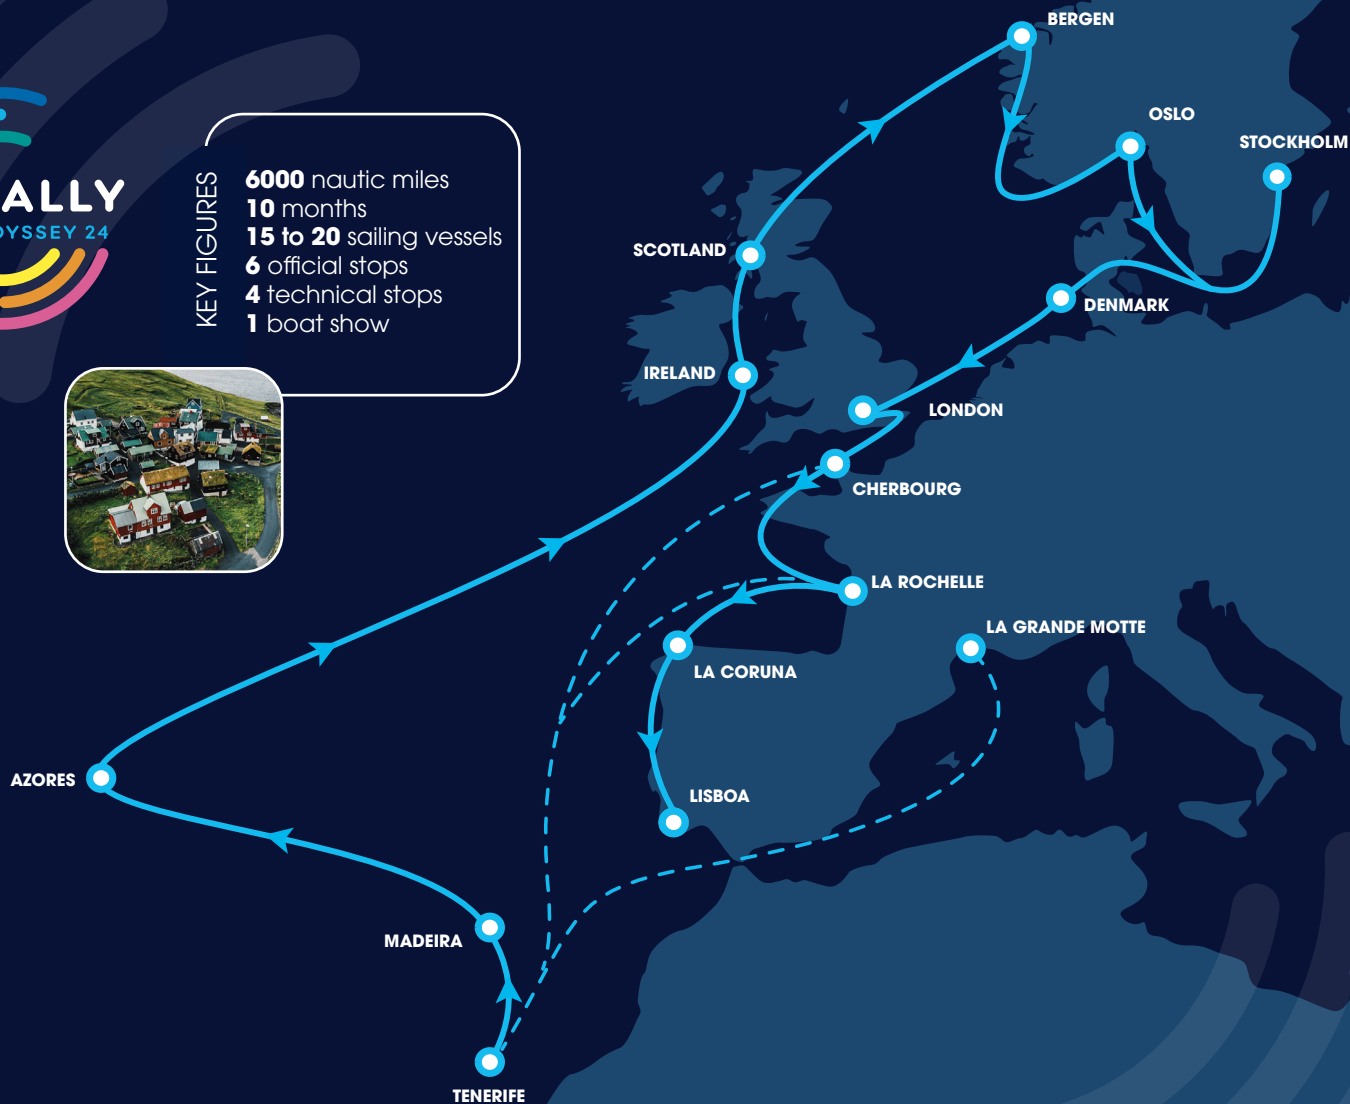 ALLY
DYSSEY 24
KEY FIGURES
6000 nautic miles
10 months
15 to 20 sailing vessels
6 official stops
4 technical stops
1 boat show
BERGEN
OSLO
STOCKHOLM
SCOTLAND
DENMARK
IRELAND
LONDON
CHERBOURG
LA ROCHELLE
LA GRANDE MOTTE
LA CORUNA
AZORES
LISBOA
MADEIRA
TENERIFE